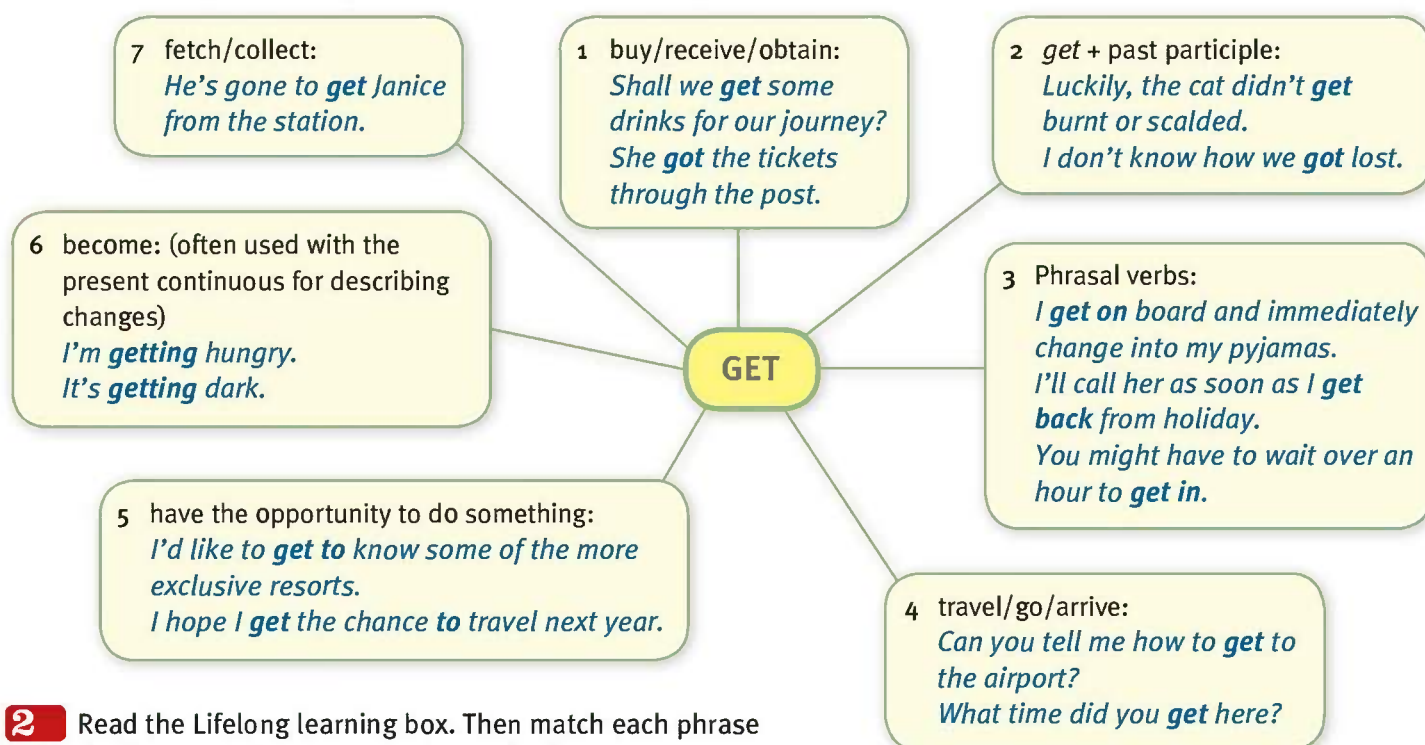 7 fetch/collect:
He's gone to get Janice
from the station.
1 buy/receive/obtain:
Shall we get some
drinks for our journey?
She got the tickets
through the post.
2 get + past participle:
Luckily, the cat didn't get
burnt or scalded.
I don't know how we got lost.
6 become: (often used with the
present continuous for describing
changes)
I'm getting hungry.
It's getting dark.
GET
3 Phrasal verbs:
I get on board and immediately
change into my pyjamas.
I'll call her as soon as I get
back from holiday.
You might have to wait over an
hour to get in.
5 have the opportunity to do something:
I'd like to get to know some of the more
exclusive resorts.
I hope I get the chance to travel next year.
4 travel/go/arrive:
Can you tell me how to get to
the airport?
What time did you get here?
2 Read the Lifelong learning box. Then match each phrase